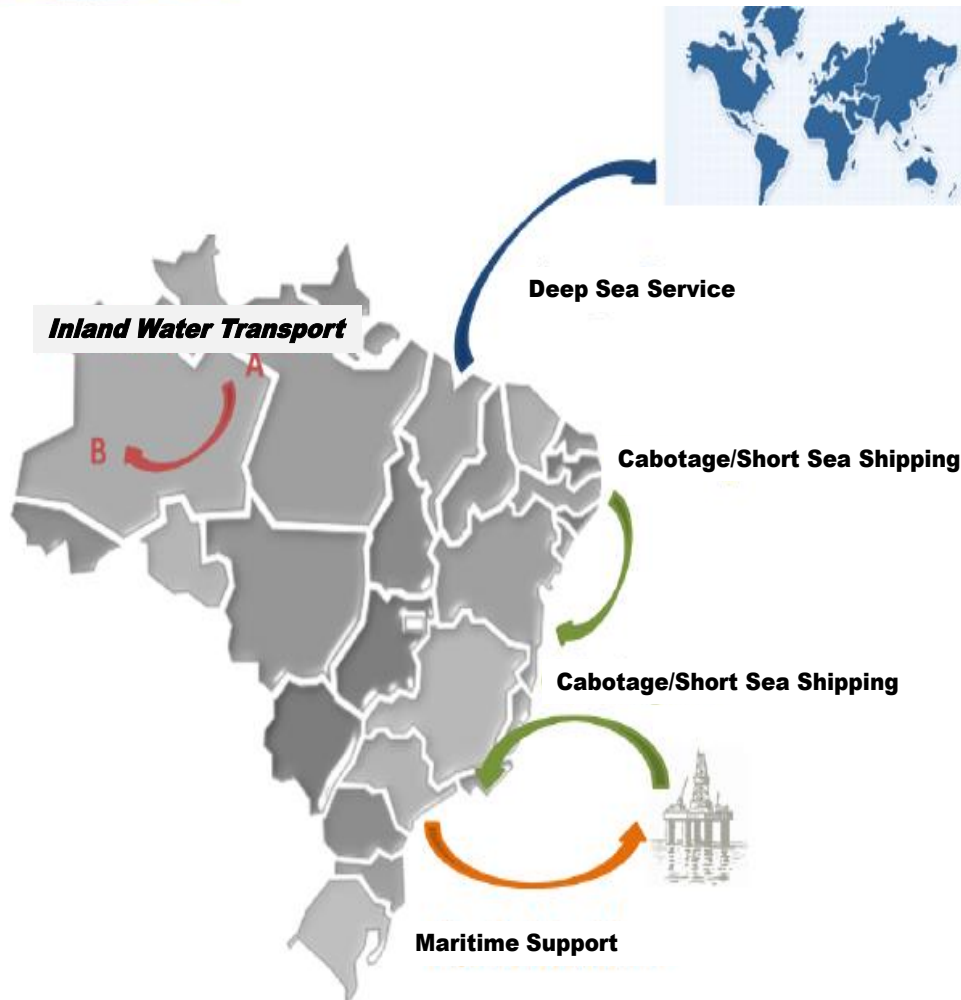 Deep Sea Service
Inland Water Transport
A
B
Cabotage/Short Sea Shipping
Cabotage/Short Sea Shipping
Maritime Support